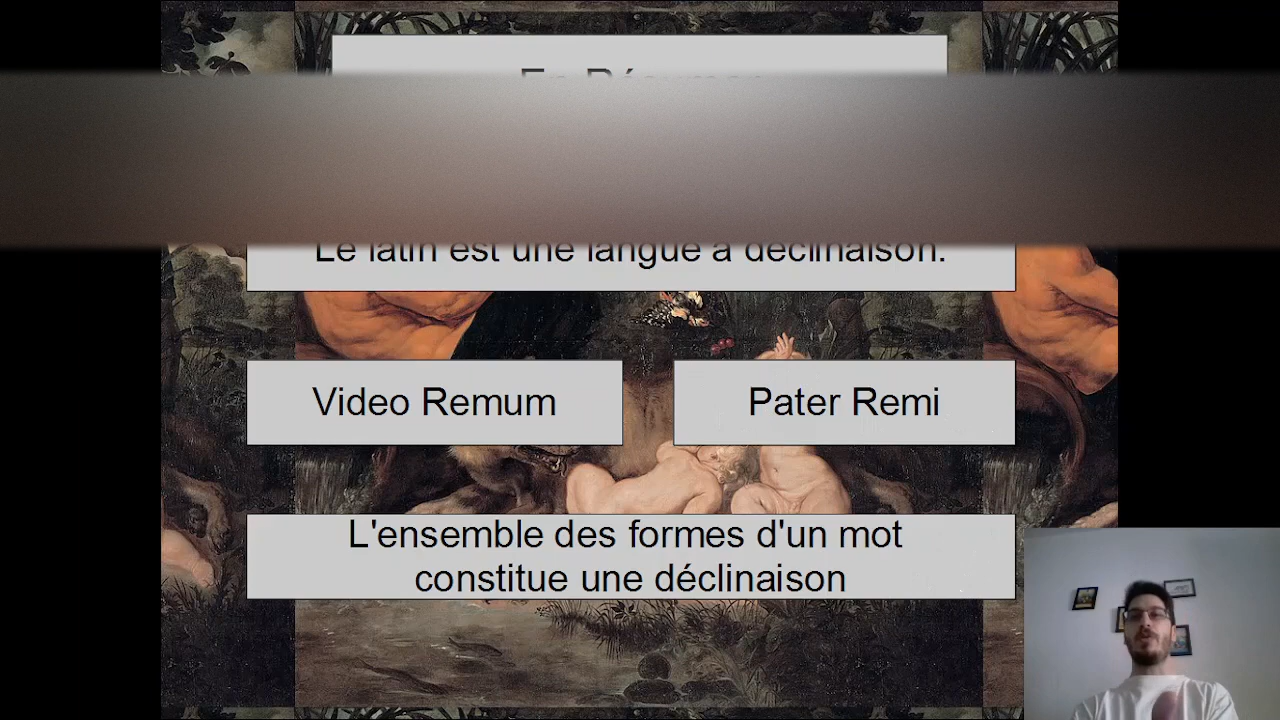 Le latin est une langue à déclinaison.
Video Remum
Pater Remi
L'ensemble des formes d'un mot
constitue une déclinaison